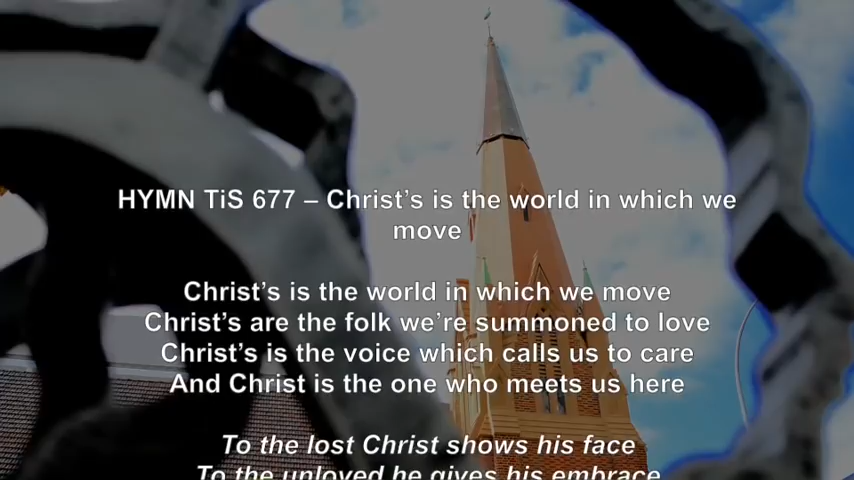 HYMN TiS 677 – Christ’s is the world in which we
move
Christ’s is the world in which we move
Christ’s are the folk we’re summoned to love
Christ’s is the voice which calls us to care
And Christ is the one who meets us here
To the lost Christ shows his face
To the unloved he gives his embrace